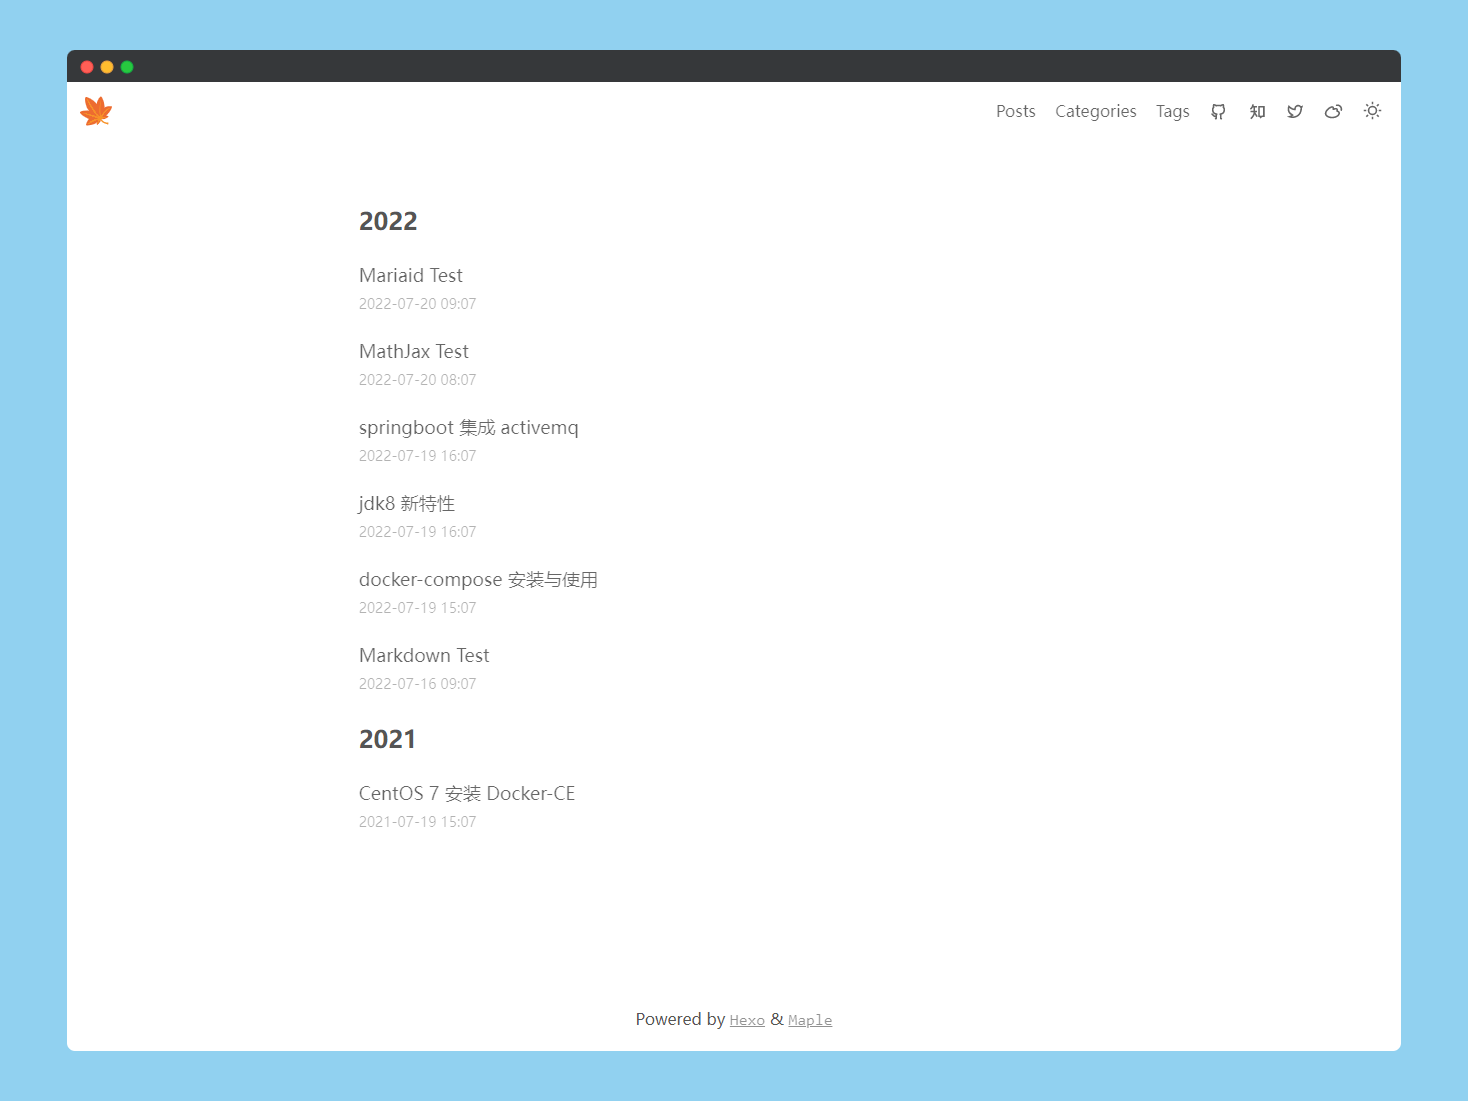 Posts Categories Tags 知
2022
Mariaid Test
2022-07-20 09:07
MathJax Test
2022-07-20 08:07
springboot 集成 activemq
2022-07-19 16:07
jdk8 新特性
2022-07-19 16:07
docker-compose 安装与使用
2022-07-19 15:07
Markdown Test
2022-07-16 09:07
2021
CentOS 7 安装 Docker-CE
2021-07-19 15:07
Powered by Hexo & Maple